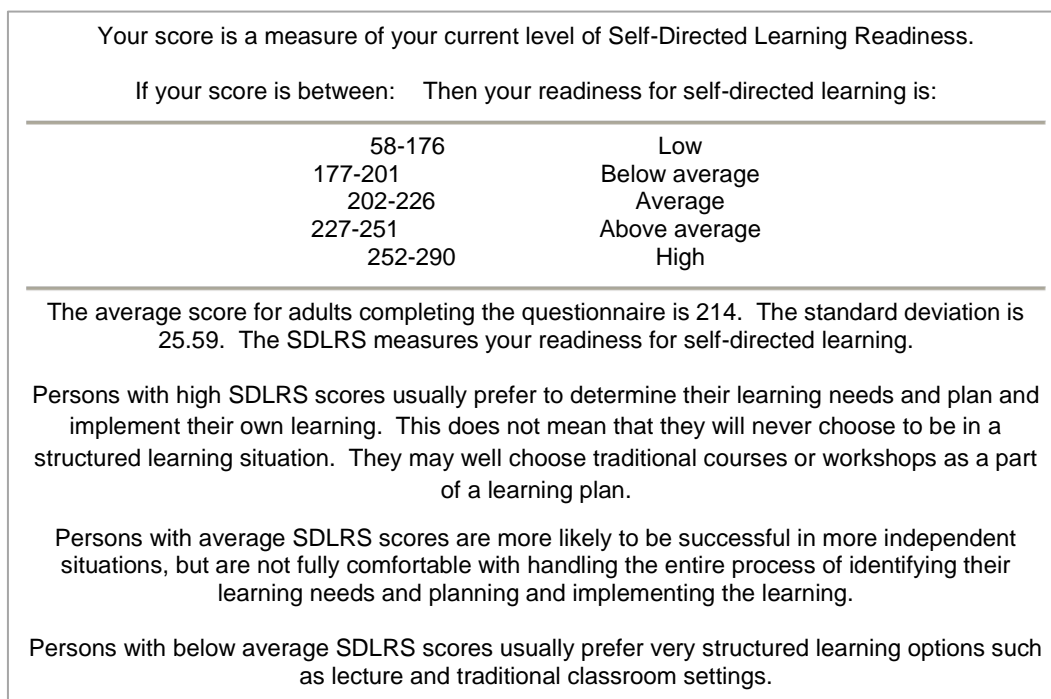 Your score is a measure of your current level of Self-Directed Learning Readiness.
If your score is between: Then your readiness for self-directed learning is:
58-176 Low
177-201 Below average
202-226 Average
227-251 Above average
252-290 High
The average score for adults completing the questionnaire is 214. The standard deviation is
25.59. The SDLRS measures your readiness for self-directed learning.
Persons with high SDLRS scores usually prefer to determine their learning needs and plan and
implement their own learning. This does not mean that they will never choose to be in a
structured learning situation. They may well choose traditional courses or workshops as a part
of a learning plan.
Persons with average SDLRS scores are more likely to be successful in more independent
situations, but are not fully comfortable with handling the entire process of identifying their
learning needs and planning and implementing the learning.
Persons with below average SDLRS scores usually prefer very structured learning options such
as lecture and traditional classroom settings.